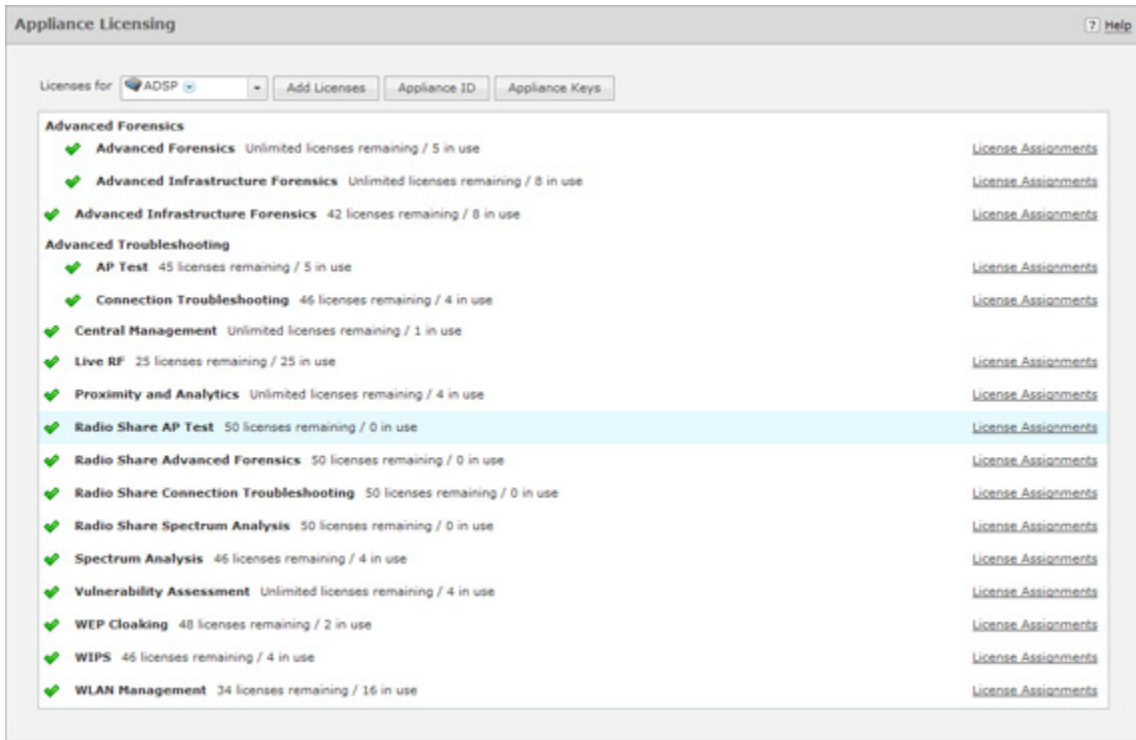 Appliance Licensing ? Help
Licenses for ADSP Add Licenses Appliance ID Appliance Keys
Advanced Forensics
Advanced Forensics Unlimited licenses remaining / 5 in use License Assignments
Advanced Infrastructure Forensics Unlimited licenses remaining / 8 in use License Assignments
Advanced Infrastructure Forensics 42 licenses remaining / 8 in use License Assignments
Advanced Troubleshooting
AP Test 45 licenses remaining / 5 in use License Assignments
Connection Troubleshooting 46 licenses remaining / 4 in use License Assignments
Central Management Unlimited licenses remaining / 1 in use
Live RF 25 licenses remaining / 25 in use License Assignments
Proximity and Analytics Unlimited licenses remaining / 4 in use License Assignments
Radio Share AP Test 50 licenses remaining / 0 in use License Assignments
Radio Share Advanced Forensics 50 licenses remaining / 0 in use License Assignments
Radio Share Connection Troubleshooting 50 licenses remaining / 0 in use License Assignments
Radio Share Spectrum Analysis 50 licenses remaining / 0 in use License Assignments
Spectrum Analysis 46 licenses remaining / 4 in use License Assignments
Vulnerability Assessment Unlimited licenses remaining / 4 in use License Assignments
WEP Cloaking 48 licenses remaining / 2 in use License Assignments
WIPS 46 licenses remaining / 4 in use License Assignments
WLAN Management 34 licenses remaining / 16 in use License Assignments